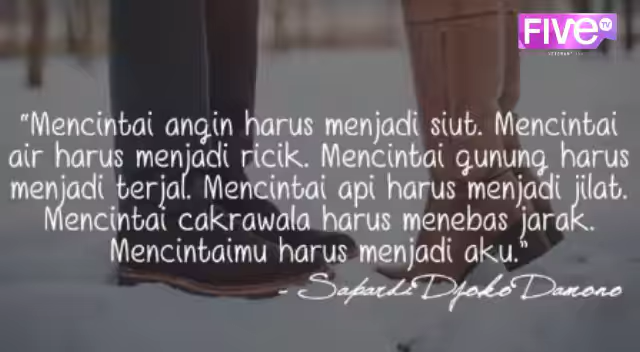 FIVE TV
"Mencintai angin harus menjadi siut. Mencintai
air harus menjadi ricik. Mencintai gunung harus
menjadi terjal. Mencintai api harus menjadi jilat.
Mencintai cakrawala harus menebas jarak.
Mencintaimu harus menjadi aku."
- Sapardi Djoko Damono